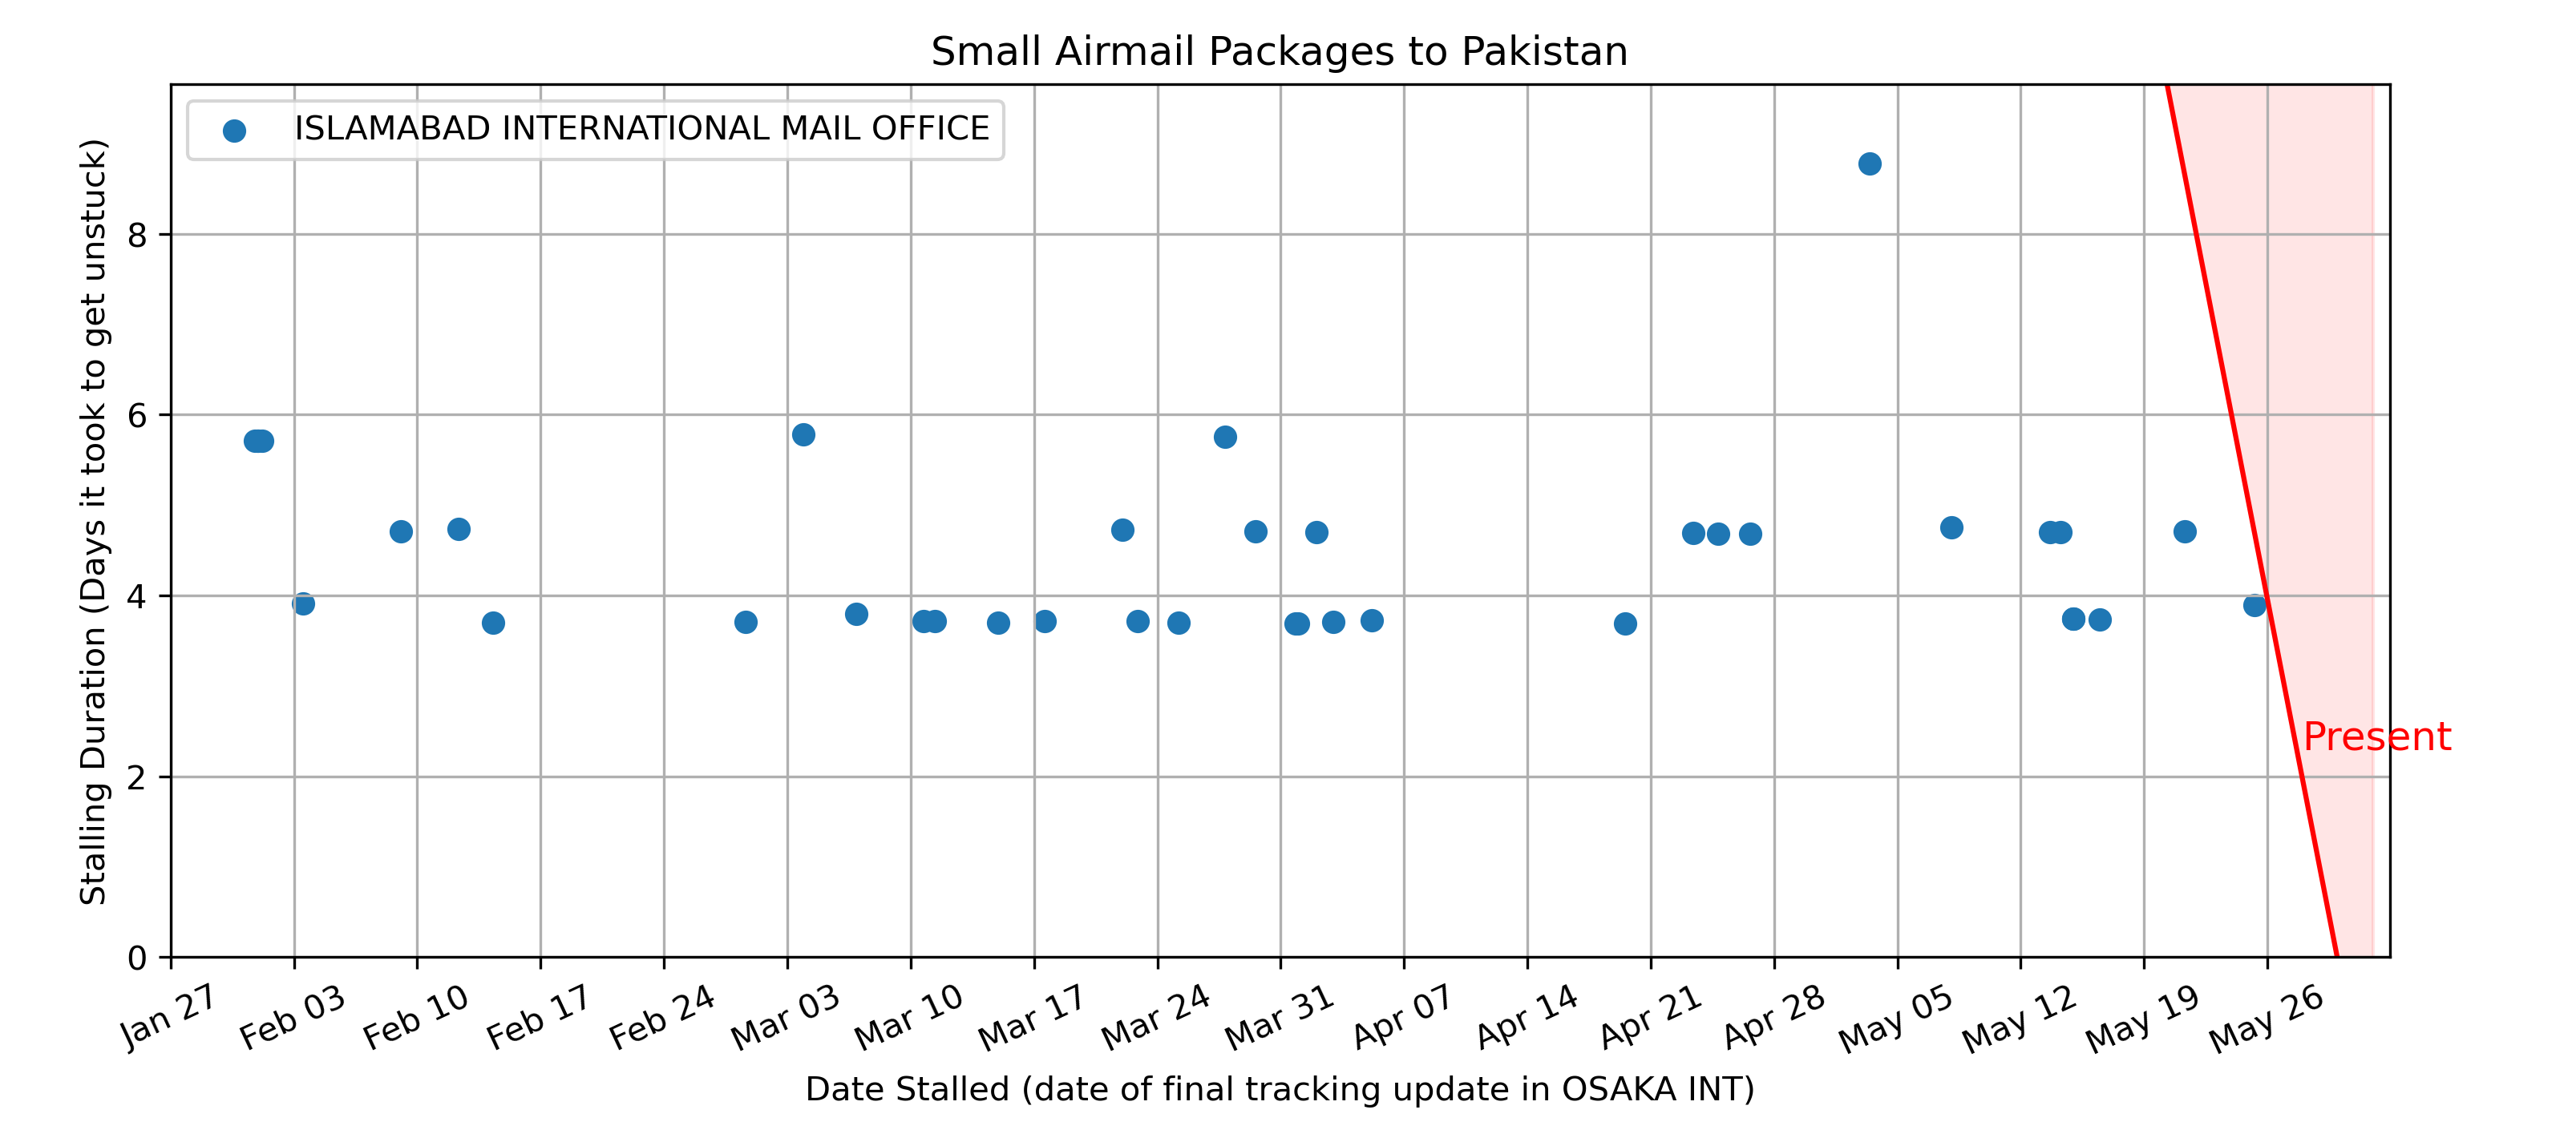 Small Airmail Packages to Pakistan
ISLAMABAD INTERNATIONAL MAIL OFFICE
Stalling Duration (Days it took to get unstuck)
8
6
4
2
0
Present
Jan 27
Feb 03
Feb 10
Feb 17
Feb 24
Mar 03
Mar 10
Mar 17
Mar 24
Mar 31
Apr 07
Apr 14
Apr 21
Apr 28
May 05
May 12
May 19
May 26
Date Stalled (date of final tracking update in OSAKA INT)